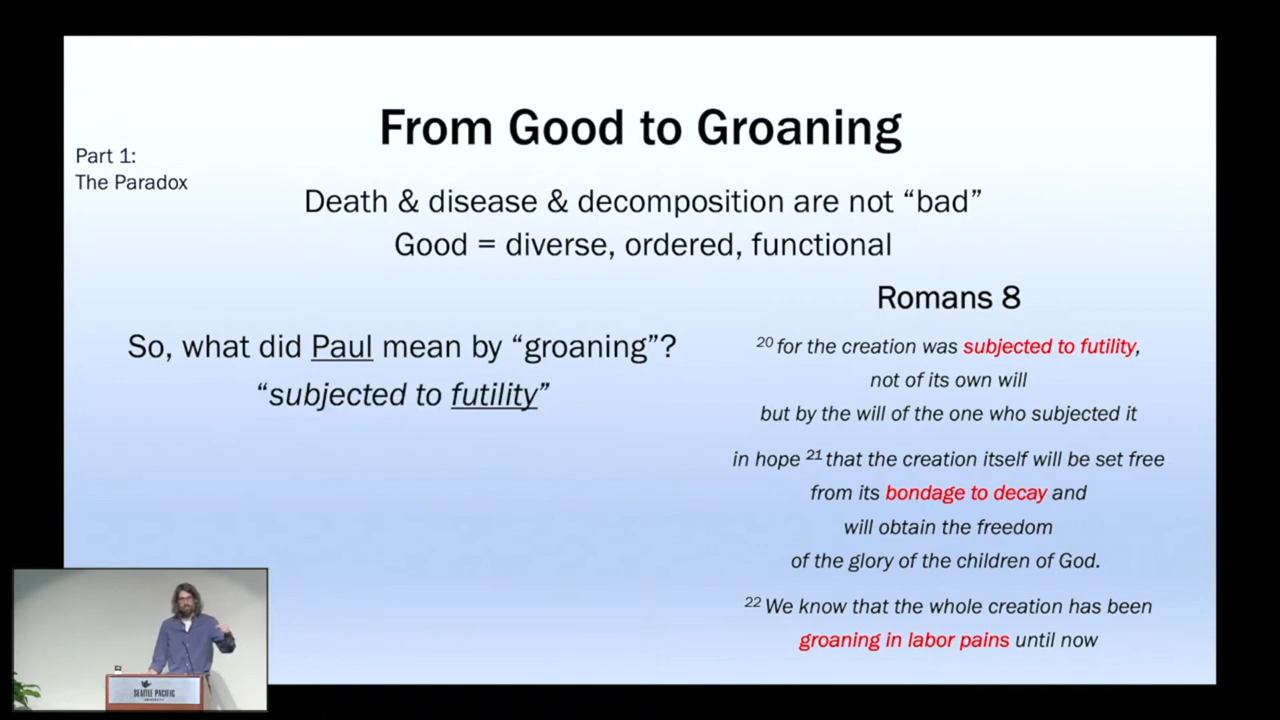 From Good to Groaning
Part 1:
The Paradox
Death & disease & decomposition are not “bad”
Good = diverse, ordered, functional
So, what did Paul mean by “groaning”?
“subjected to futility”
Romans 8
20 for the creation was subjected to futility,
not of its own will
but by the will of the one who subjected it
in hope 21 that the creation itself will be set free
from its bondage to decay and
will obtain the freedom
of the glory of the children of God.
22 We know that the whole creation has been
groaning in labor pains until now
SEATTLE PACIFIC
UNIVERSITY